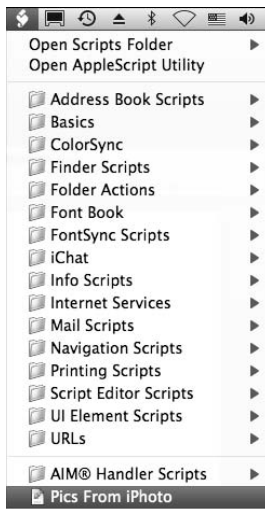 Open Scripts Folder
Open AppleScript Utility
Address Book Scripts
Basics
ColorSync
Finder Scripts
Folder Actions
Font Book
FontSync Scripts
iChat
Info Scripts
Internet Services
Mail Scripts
Navigation Scripts
Printing Scripts
Script Editor Scripts
UI Element Scripts
URLs
AIM® Handler Scripts
Pics From iPhoto